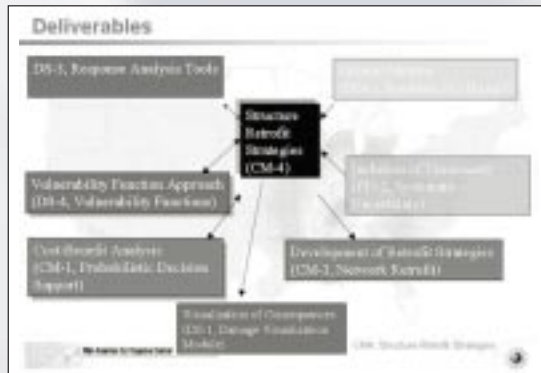 Deliverables
DS-3, Response Analysis Tools
Structure
Retrofit
Strategies
(CM-4)
Vulnerability Function Approach
(DS-4, Vulnerability Functions)
Cost/Benefit Analysis
(CM-1, Probabilistic Decision
Support)
Development of Retrofit Strategies
(CM-2, Network Retrofit)
Visualization of Consequences
(DS-1, Damage Visualization
Module)
CM4: Structure Retrofit Strategies